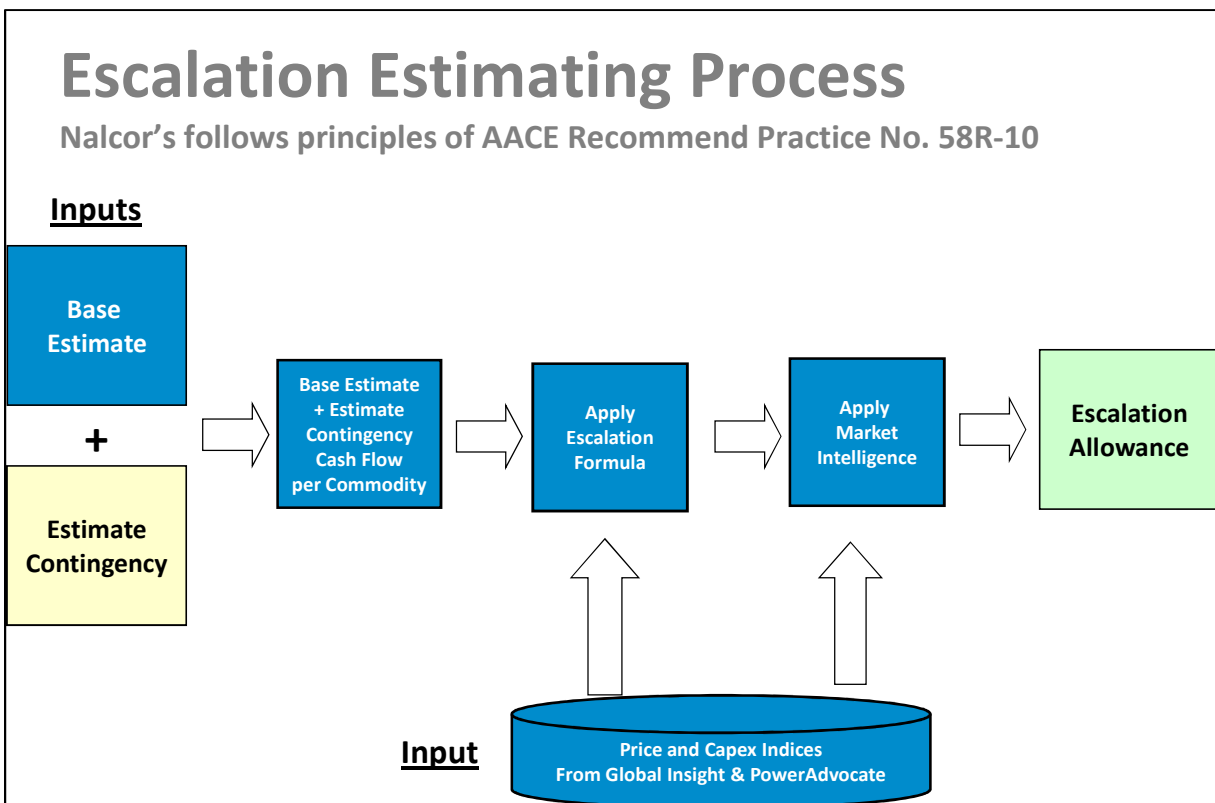 Escalation Estimating Process
Nalcor’s follows principles of AACE Recommend Practice No. 58R-10
Inputs
Base
Estimate
+
Estimate
Contingency
Base Estimate
+ Estimate
Contingency
Cash Flow
per Commodity
Apply
Escalation
Formula
Apply
Market
Intelligence
Escalation
Allowance
Input
Price and Capex Indices
From Global Insight & PowerAdvocate